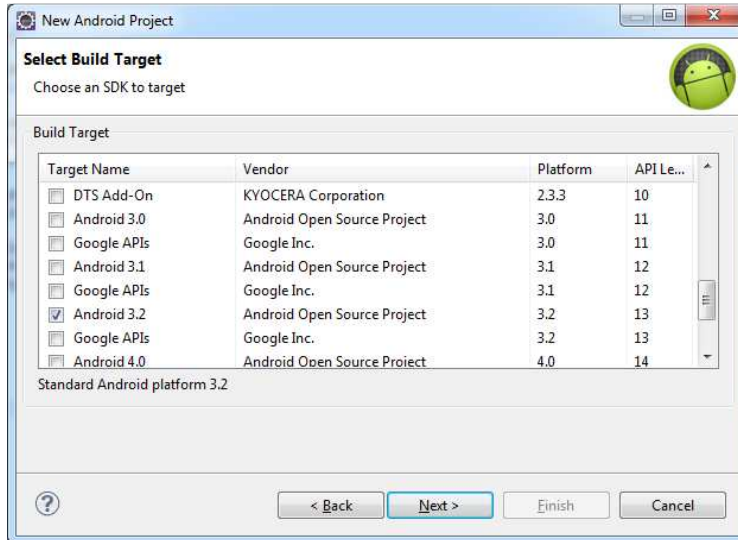 New Android Project
Select Build Target
Choose an SDK to target
Build Target
Target Name Vendor Platform API Le...
DTS Add-On KYOCERA Corporation 2.3.3 10
Android 3.0 Android Open Source Project 3.0 11
Google APIs Google Inc. 3.0 11
Android 3.1 Android Open Source Project 3.1 12
Google APIs Google Inc. 3.1 12
Android 3.2 Android Open Source Project 3.2 13
Google APIs Google Inc. 3.2 13
Android 4.0 Android Open Source Project 4.0 14
Standard Android platform 3.2
< Back Next > Finish Cancel